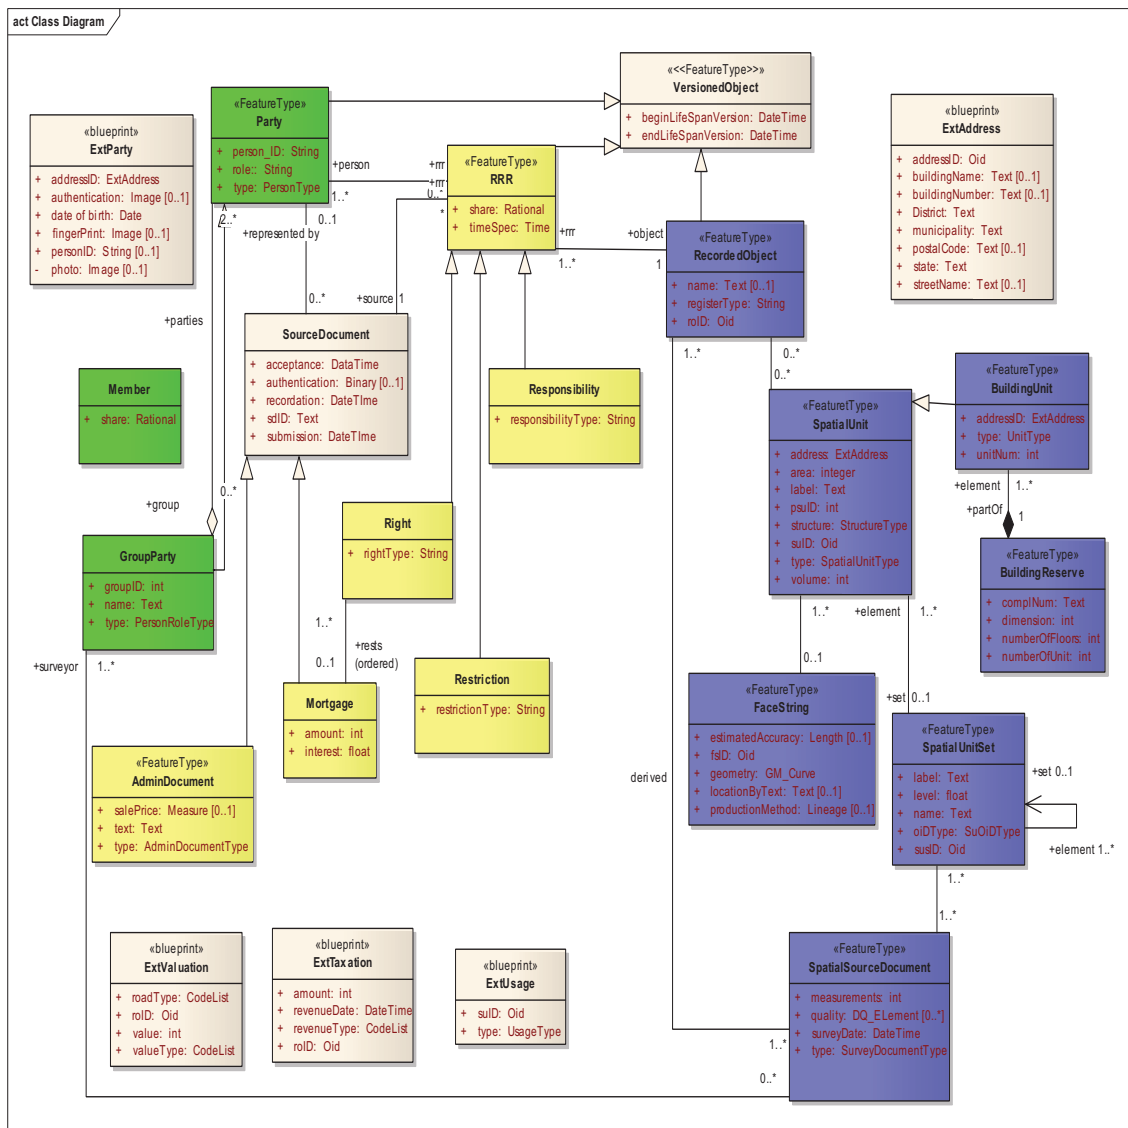 act Class Diagram
«<<FeatureType>>»
VersionedObject
+ beginLifeSpanVersion: DateTime
+ endLifeSpanVersion: DateTime
«FeatureType»
Party
+ person_ID: String
+ role:: String
+ type: PersonType
«blueprint»
ExtParty
+ addressID: ExtAddress
+ authentication: Image [0..1]
+ date of birth: Date
+ fingerPrint: Image [0..1]
+ personID: String [0..1]
- photo: Image [0..1]
«blueprint»
ExtAddress
+ addressID: Oid
+ buildingName: Text [0..1]
+ buildingNumber: Text [0..1]
+ District: Text
+ municipality: Text
+ postalCode: Text [0..1]
+ state: Text
+ streetName: Text [0..1]
«FeatureType»
RRR
+ share: Rational
+ timeSpec: Time
+person
1..*
+rrr
+rrr
0..*
*
2..*
0..1
+represented by
0..*
+source 1
+rrr
1..*
+object
1
«FeatureType»
RecordedObject
+ name: Text [0..1]
+ registerType: String
+ roID: Oid
1..*
0..*
0..*
+parties
SourceDocument
+ acceptance: DataTime
+ authentication: Binary [0..1]
+ recordation: DateTIme
+ sdID: Text
+ submission: DateTIme
Member
+ share: Rational
Responsibility
+ responsibilityType: String
«FeaturetType»
SpatialUnit
+ address: ExtAddress
+ area: integer
+ label: Text
+ psuID: int
+ structure: StructureType
+ suID: Oid
+ type: SpatialUnitType
+ volume: int
«FeatureType»
BuildingUnit
+ addressID: ExtAddress
+ type: UnitType
+ unitNum: int
+element
1..*
+partOf
1
«FeatureType»
BuildingReserve
+ complNum: Text
+ dimension: int
+ numberOfFloors: int
+ numberOfUnit: int
0..*
+group
GroupParty
+ groupID: int
+ name: Text
+ type: PersonRoleType
+surveyor
1..*
Right
+ rightType: String
1..*
+rests
(ordered)
0..1
Mortgage
+ amount: int
+ interest: float
Restriction
+ restrictionType: String
1..*
+element
1..*
0..1
+set 0..1
«FeatureType»
FaceString
+ estimatedAccuracy: Length [0..1]
+ fsID: Oid
+ geometry: GM_Curve
+ locationByText: Text [0..1]
+ productionMethod: Lineage [0..1]
«FeatureType»
SpatialUnitSet
+ label: Text
+ level: float
+ name: Text
+ oiDType: SuOiDType
+ susID: Oid
+set 0..1
+element 1..*
«FeatureType»
AdminDocument
+ salePrice: Measure [0..1]
+ text: Text
+ type: AdminDocumentType
derived
1..*
1..*
«blueprint»
ExtValuation
+ roadType: CodeList
+ roID: Oid
+ value: int
+ valueType: CodeList
«blueprint»
ExtTaxation
+ amount: int
+ revenueDate: DateTime
+ revenueType: CodeList
+ roID: Oid
«blueprint»
ExtUsage
+ suID: Oid
+ type: UsageType
«FeatureType»
SpatialSourceDocument
+ measurements: int
+ quality: DQ_ELement [0..*]
+ surveyDate: DateTime
+ type: SurveyDocumentType
1..*
0..*